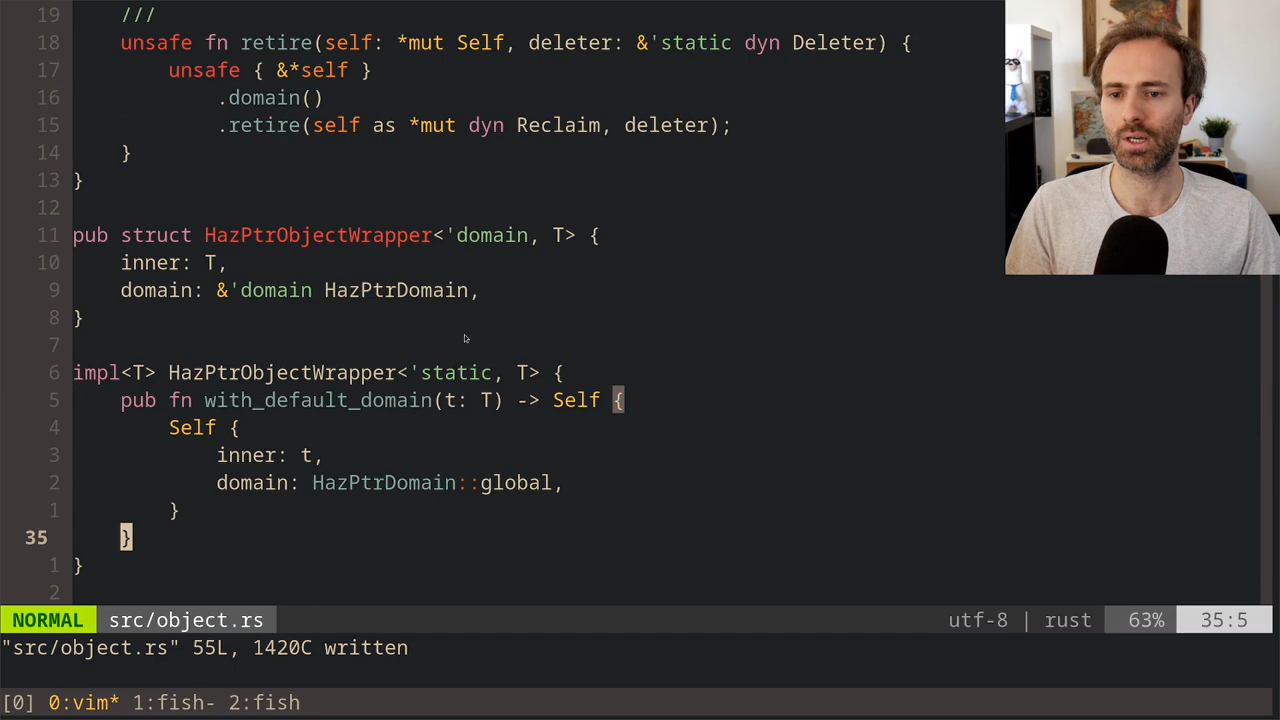 19     ///
18     unsafe fn retire(self: *mut Self, deleter: &'static dyn Deleter) {
17         unsafe { &*self }
16             .domain()
15             .retire(self as *mut dyn Reclaim, deleter);
14     }
13 }
12
11 pub struct HazPtrObjectWrapper<'domain, T> {
10     inner: T,
9     domain: &'domain HazPtrDomain,
8 }
7
6 impl<T> HazPtrObjectWrapper<'static, T> {
5     pub fn with_default_domain(t: T) -> Self {
4         Self {
3             inner: t,
2             domain: HazPtrDomain::global,
1         }
35     }
1 }
2
NORMAL src/object.rs utf-8 | rust 63% 35:5
"src/object.rs" 55L, 1420C written
[0] 0:vim* 1:fish- 2:fish